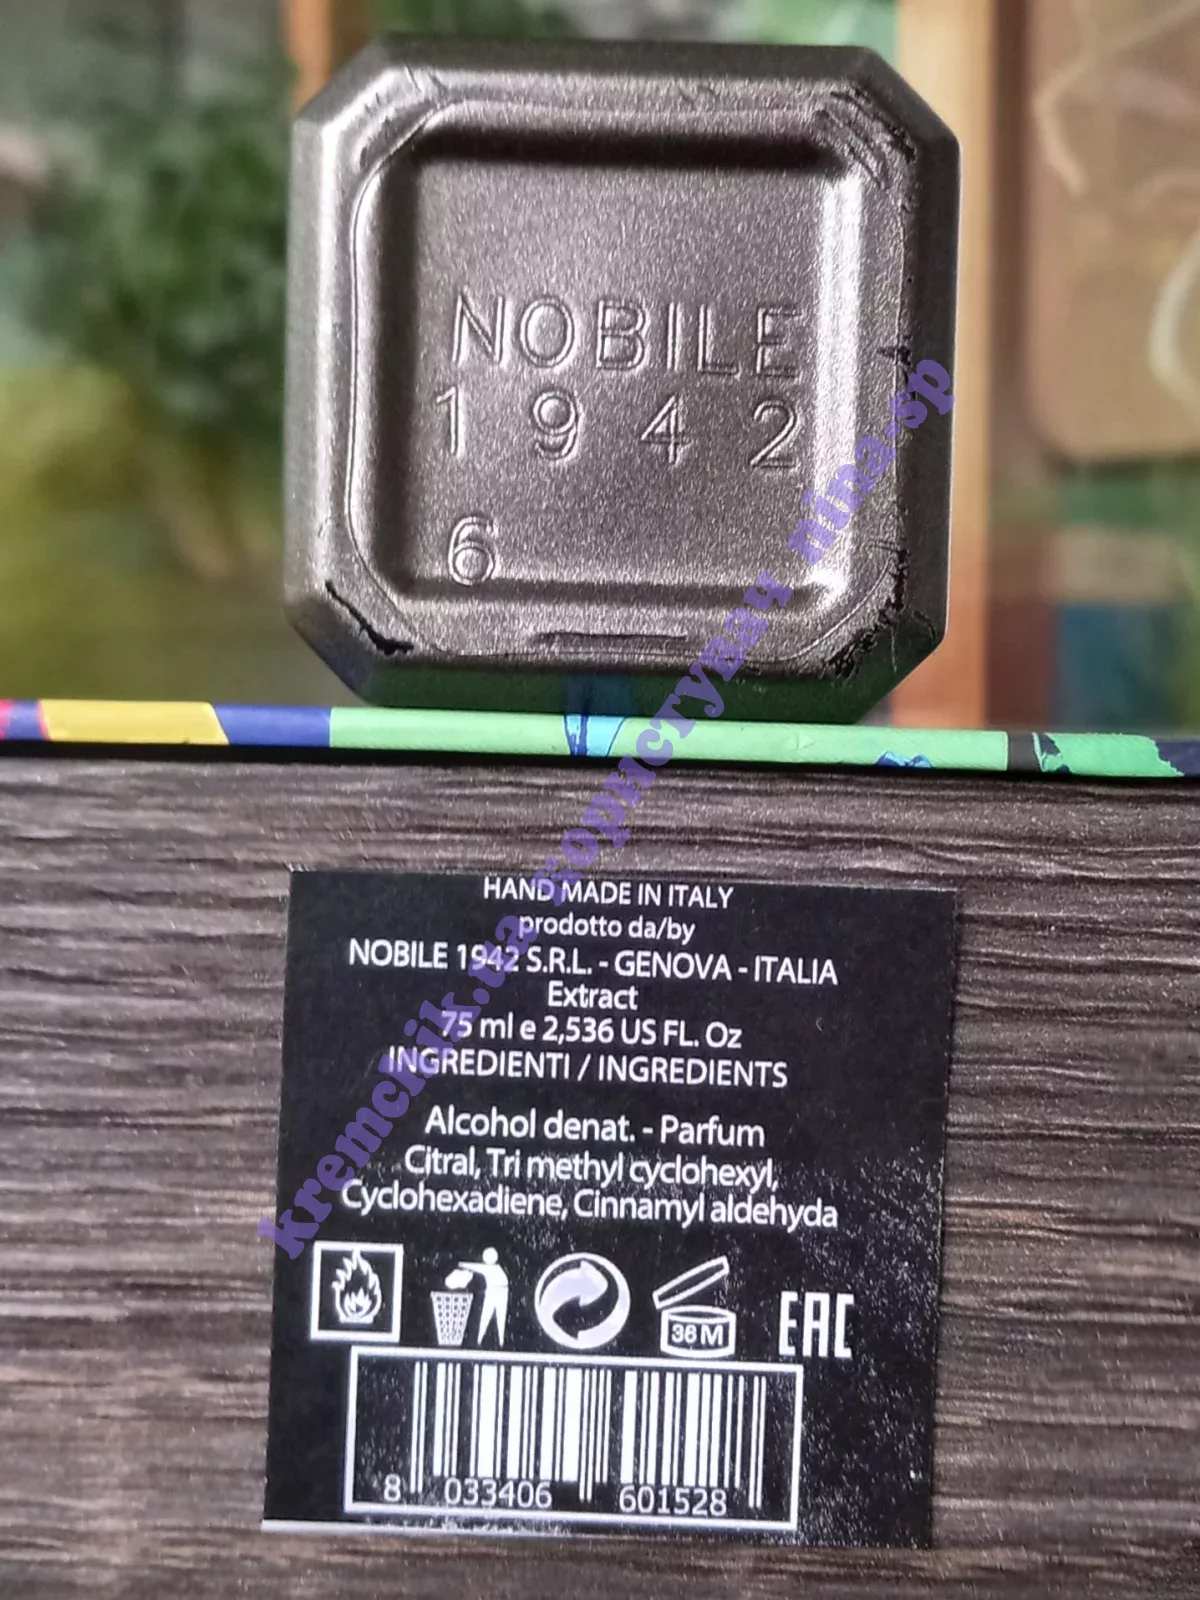 NOBILE
1942
6
HAND MADE IN ITALY
prodotto da/by
NOBILE 1942 S.R.L. - GENOVA - ITALIA
Extract
75 ml e 2,536 US FL. Oz
INGREDIENTI / INGREDIENTS
Alcohol denat. - Parfum
Citral, Tri methyl cyclohexyl,
Cyclohexadiene, Cinnamyl aldehyda
36 M
EAC
8 033406 601528
kremchik.ua користувач nina-sp